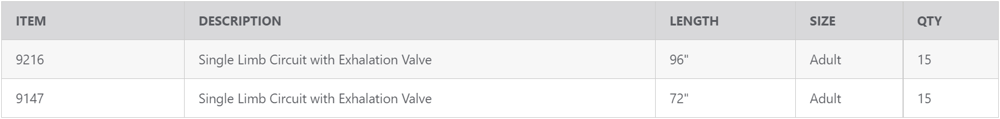 ITEM DESCRIPTION LENGTH SIZE QTY
9216 Single Limb Circuit with Exhalation Valve 96" Adult 15
9147 Single Limb Circuit with Exhalation Valve 72" Adult 15